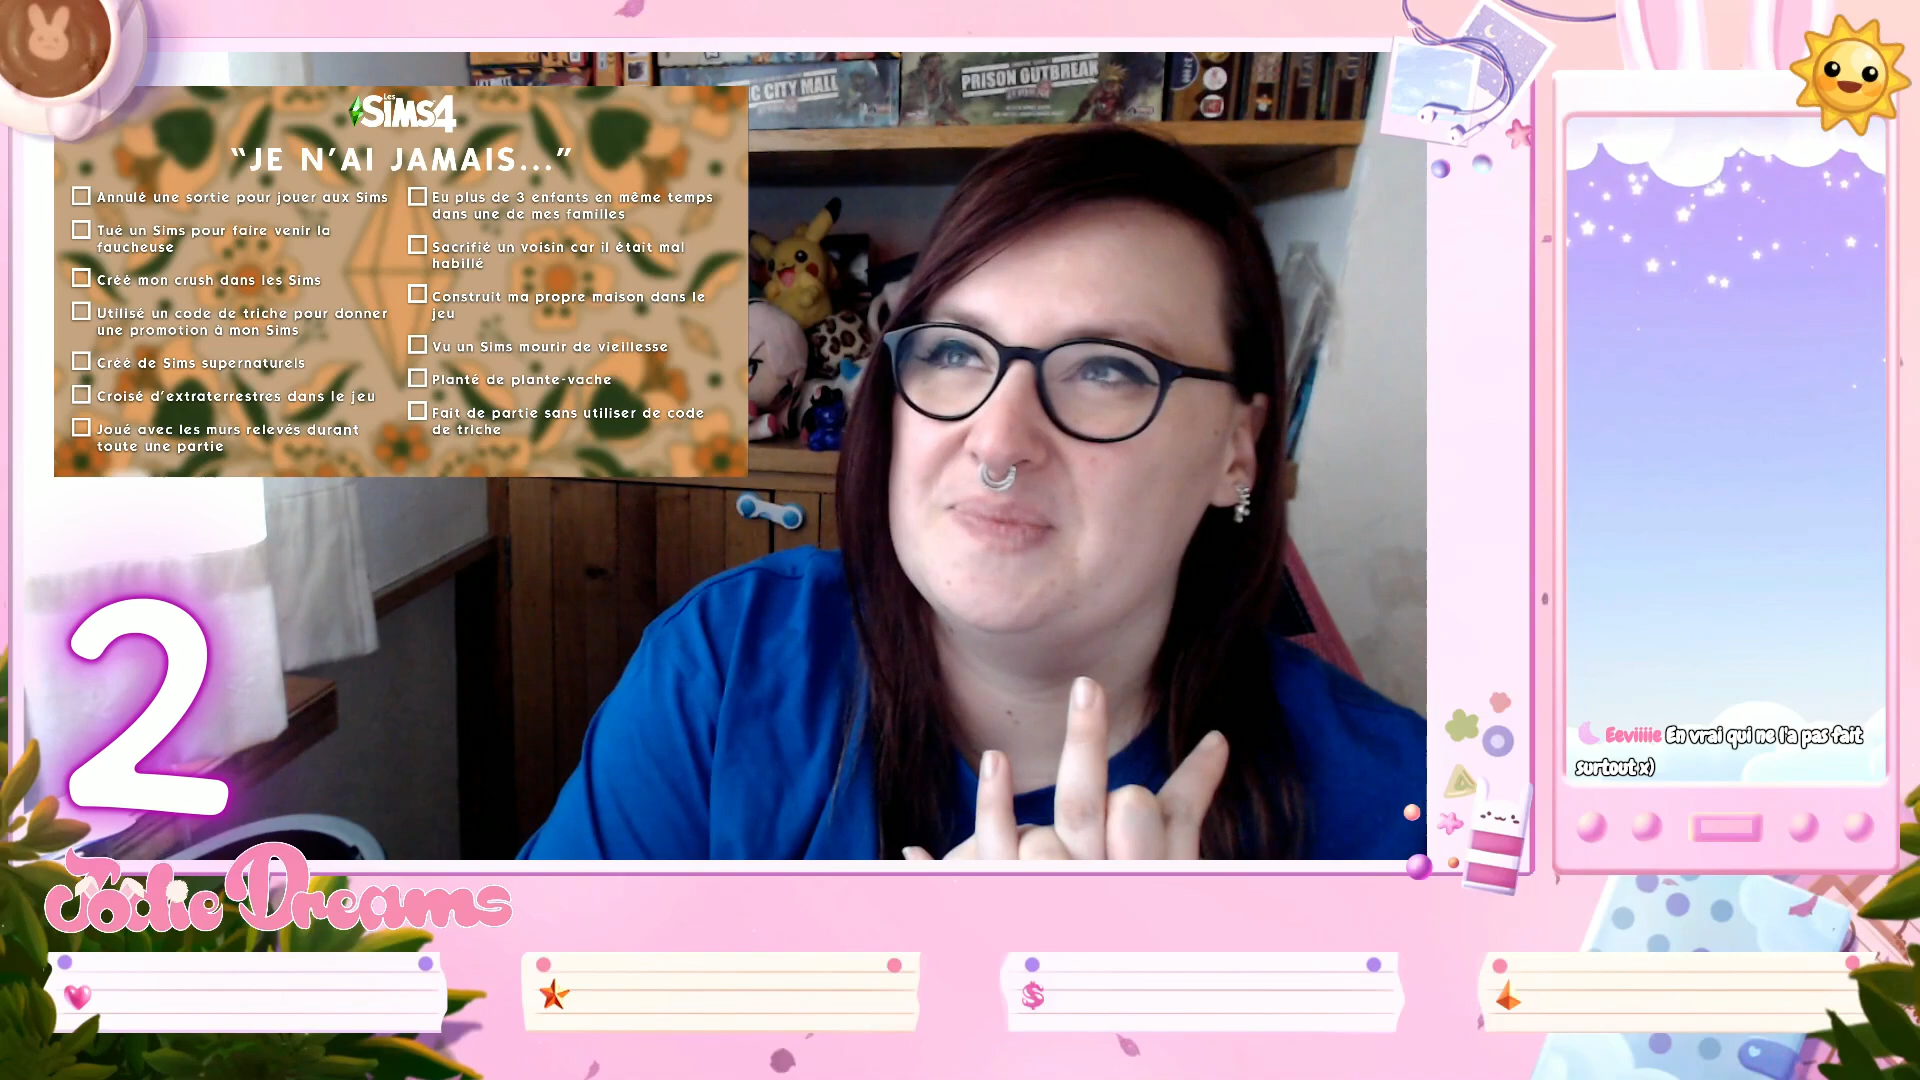 Les
SiMS4
“JE N’AI JAMAIS...”
Annulé une sortie pour jouer aux Sims
Tué un Sims pour faire venir la
faucheuse
Créé mon crush dans les Sims
Utilisé un code de triche pour donner
une promotion à mon Sims
Créé de Sims supernaturels
Croisé d’extraterrestres dans le jeu
Joué avec les murs relevés durant
toute une partie
Eu plus de 3 enfants en même temps
dans une de mes familles
Sacrifié un voisin car il était mal
habillé
Construit ma propre maison dans le
jeu
Vu un Sims mourir de vieillesse
Planté de plante-vache
Fait de partie sans utiliser de code
de triche
CITY MALL
PRISON OUTBREAK
2
Jodie Dreams
Eeviiiie En vrai qui ne l'a pas fait
surtout x)
$